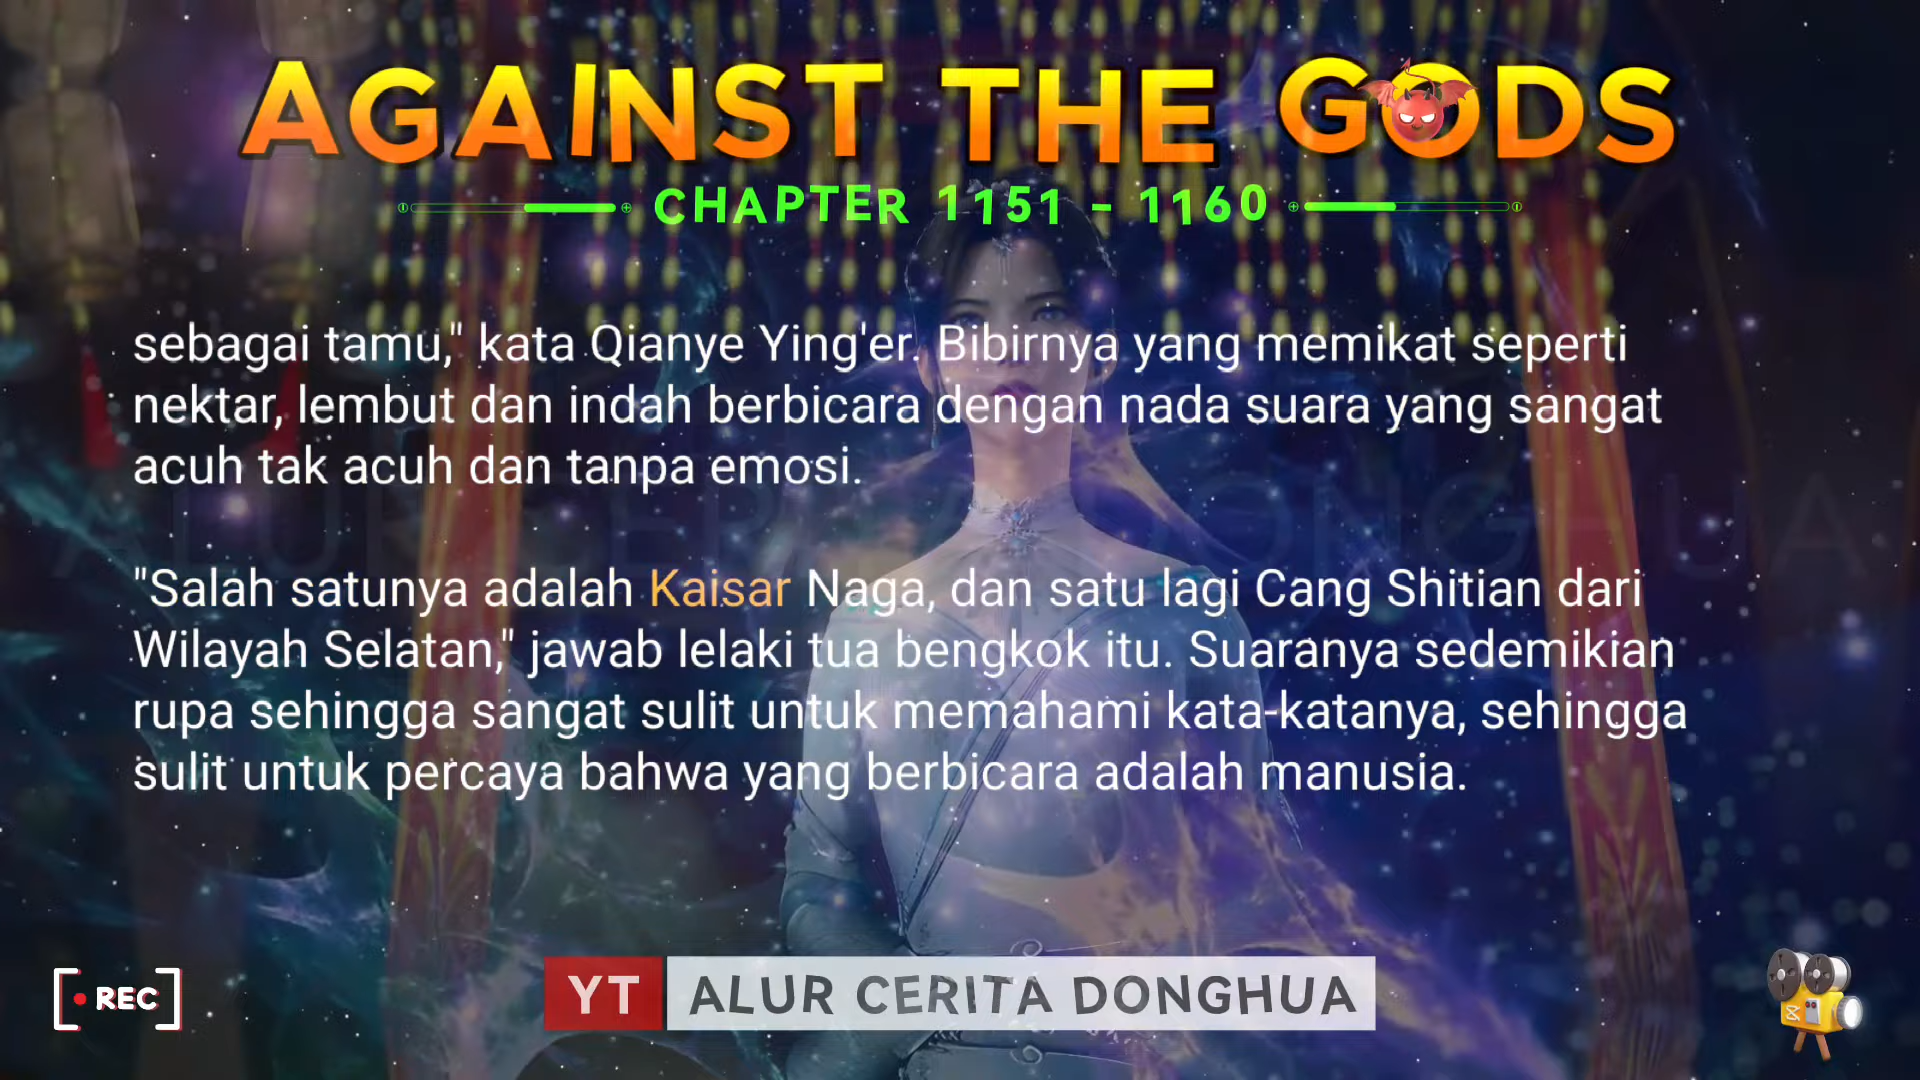 AGAINST THE GODS
CHAPTER 1151 - 1160
sebagai tamu," kata Qianye Ying'er. Bibirnya yang memikat seperti
nektar, lembut dan indah berbicara dengan nada suara yang sangat
acuh tak acuh dan tanpa emosi.
"Salah satunya adalah Kaisar Naga, dan satu lagi Cang Shitian dari
Wilayah Selatan," jawab lelaki tua bengkok itu. Suaranya sedemikian
rupa sehingga sangat sulit untuk memahami kata-katanya, sehingga
sulit untuk percaya bahwa yang berbicara adalah manusia.
ALUR CERITA DONGHUA
REC
YT ALUR CERITA DONGHUA